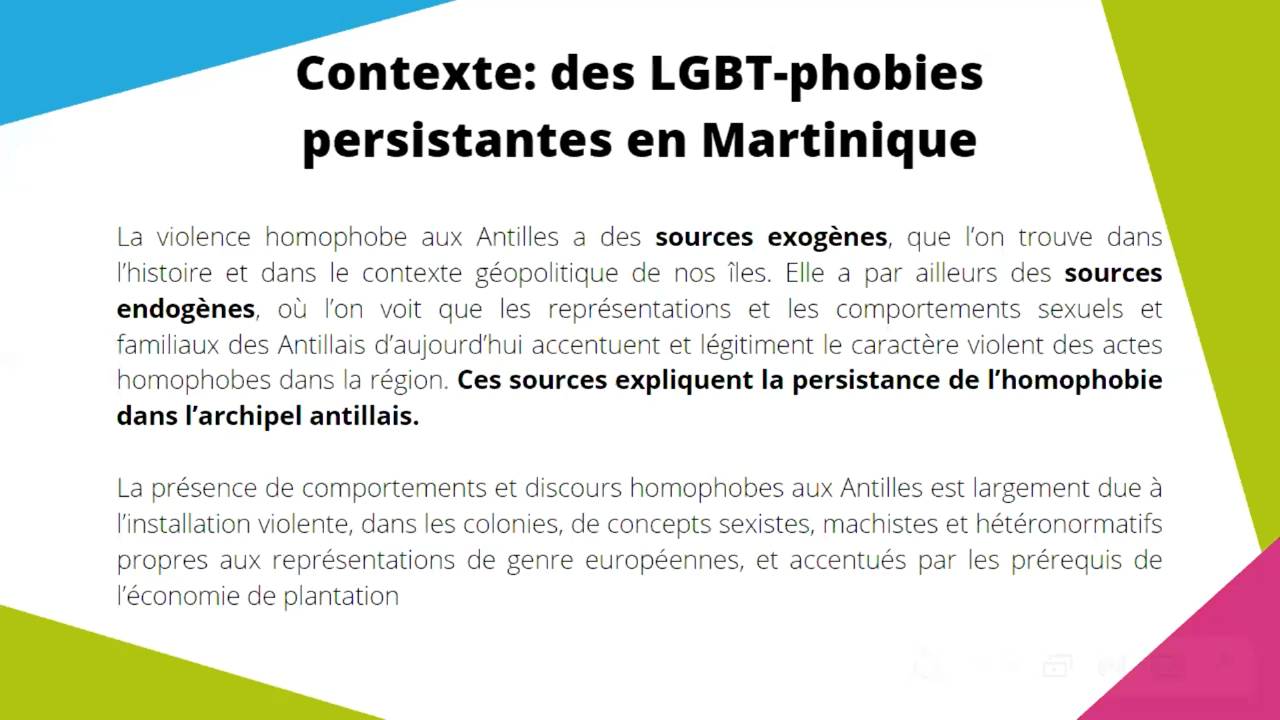 Contexte: des LGBT-phobies
persistantes en Martinique
La violence homophobe aux Antilles a des sources exogènes, que l'on trouve dans
l'histoire et dans le contexte géopolitique de nos îles. Elle a par ailleurs des sources
endogènes, où l'on voit que les représentations et les comportements sexuels et
familiaux des Antillais d'aujourd'hui accentuent et légitiment le caractère violent des actes
homophobes dans la région. Ces sources expliquent la persistance de l'homophobie
dans l'archipel antillais.
La présence de comportements et discours homophobes aux Antilles est largement due à
l'installation violente, dans les colonies, de concepts sexistes, machistes et hétéronormatifs
propres aux représentations de genre européennes, et accentués par les prérequis de
l'économie de plantation